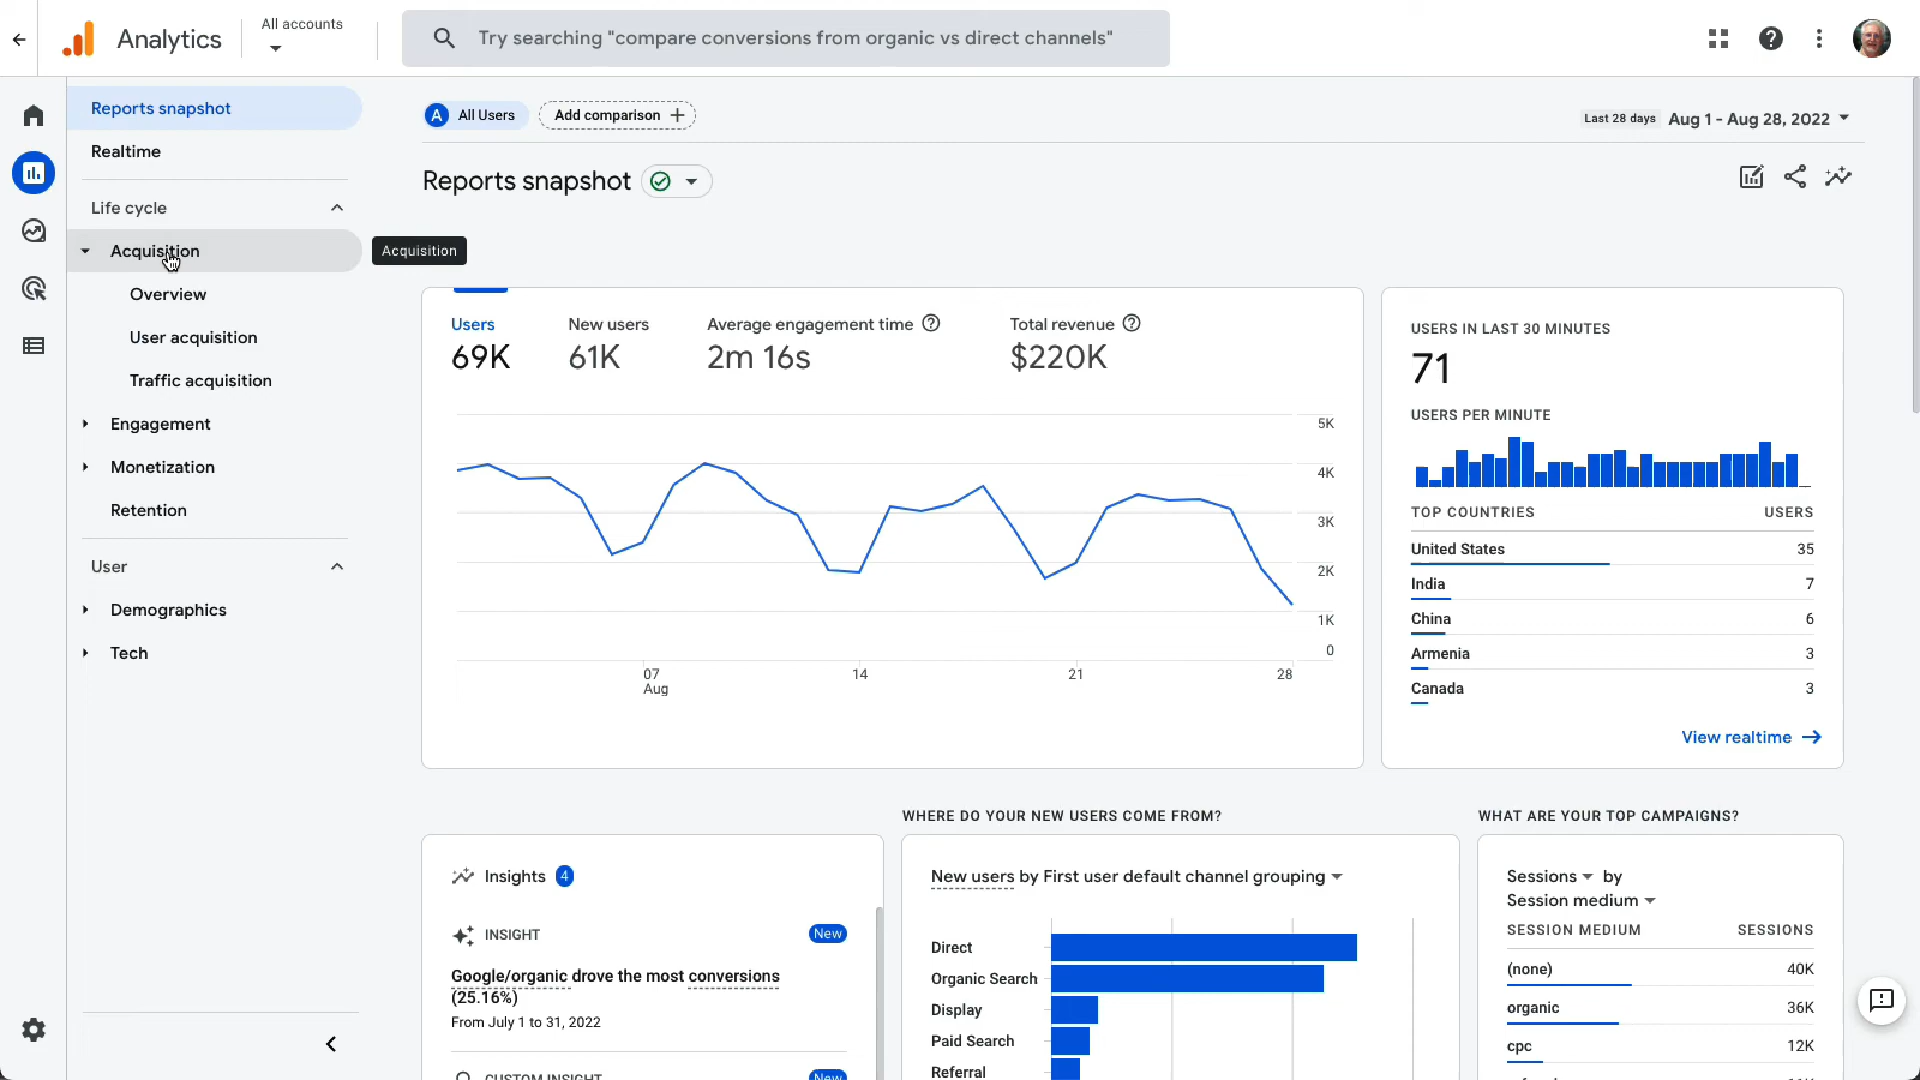 Analytics
All accounts
Try searching "compare conversions from organic vs direct channels"
Reports snapshot
Realtime
Life cycle
Acquisition
Overview
User acquisition
Traffic acquisition
Engagement
Monetization
Retention
User
Demographics
Tech
Acquisition
A All Users
Add comparison
Last 28 days Aug 1 - Aug 28, 2022
Reports snapshot
Users
69K
New users
61K
Average engagement time
2m 16s
Total revenue
$220K
5K
4K
3K
2K
1K
0
07
Aug
14
21
28
USERS IN LAST 30 MINUTES
71
USERS PER MINUTE
TOP COUNTRIES USERS
United States 35
India 7
China 6
Armenia 3
Canada 3
View realtime
Insights 4
INSIGHT New
Google/organic drove the most conversions
(25.16%)
From July 1 to 31, 2022
CUSTOM INSIGHT New
WHERE DO YOUR NEW USERS COME FROM?
New users by First user default channel grouping
Direct
Organic Search
Display
Paid Search
Referral
WHAT ARE YOUR TOP CAMPAIGNS?
Sessions by
Session medium
SESSION MEDIUM SESSIONS
(none) 40K
organic 36K
cpc 12K